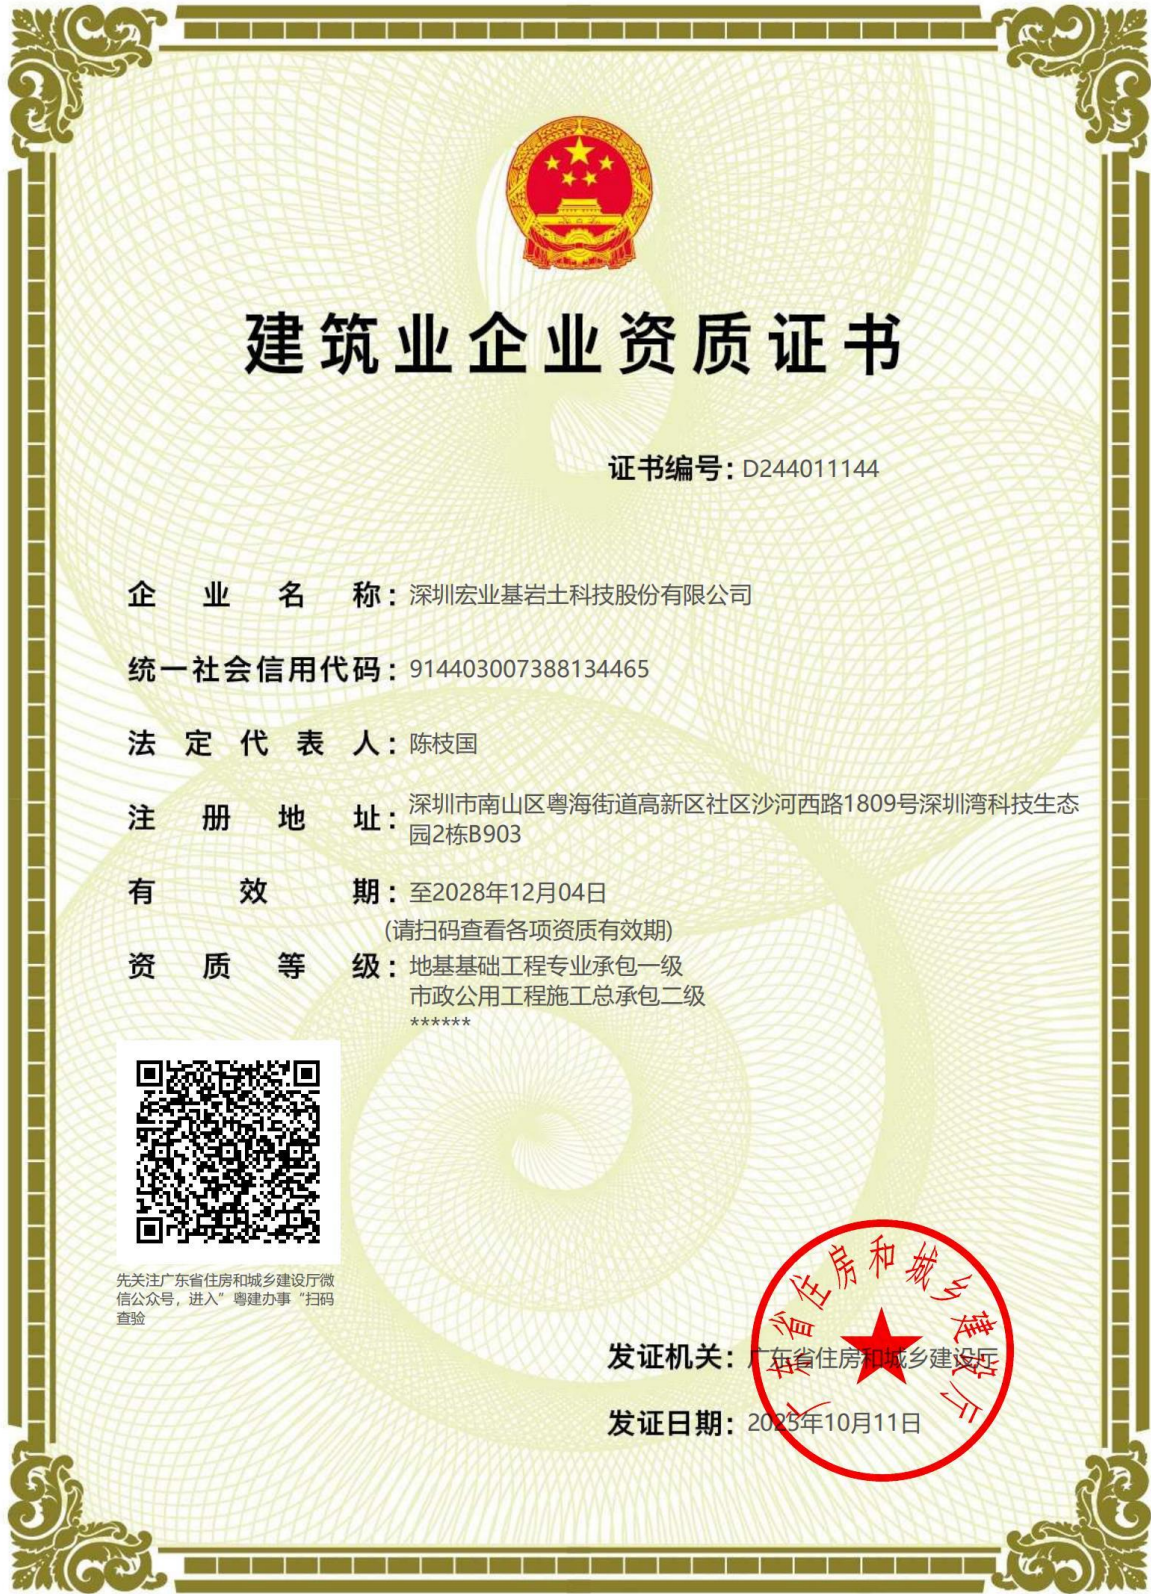 建筑业企业资质证书
证书编号：D244011144
企业名称：深圳宏业基岩土科技股份有限公司
统一社会信用代码：914403007388134465
法定代表人：陈枝国
注册地址：深圳市南山区粤海街道高新区社区沙河西路1809号深圳湾科技生态
园2栋B903
有效期：至2028年12月04日
(请扫码查看各项资质有效期)
资质等级：地基基础工程专业承包一级
市政公用工程施工总承包二级
******
先关注广东省住房和城乡建设厅微
信公众号，进入”粤建办事“扫码
查验
广东省住房和城乡建设厅
发证机关：广东省住房和城乡建设厅
发证日期：2025年10月11日